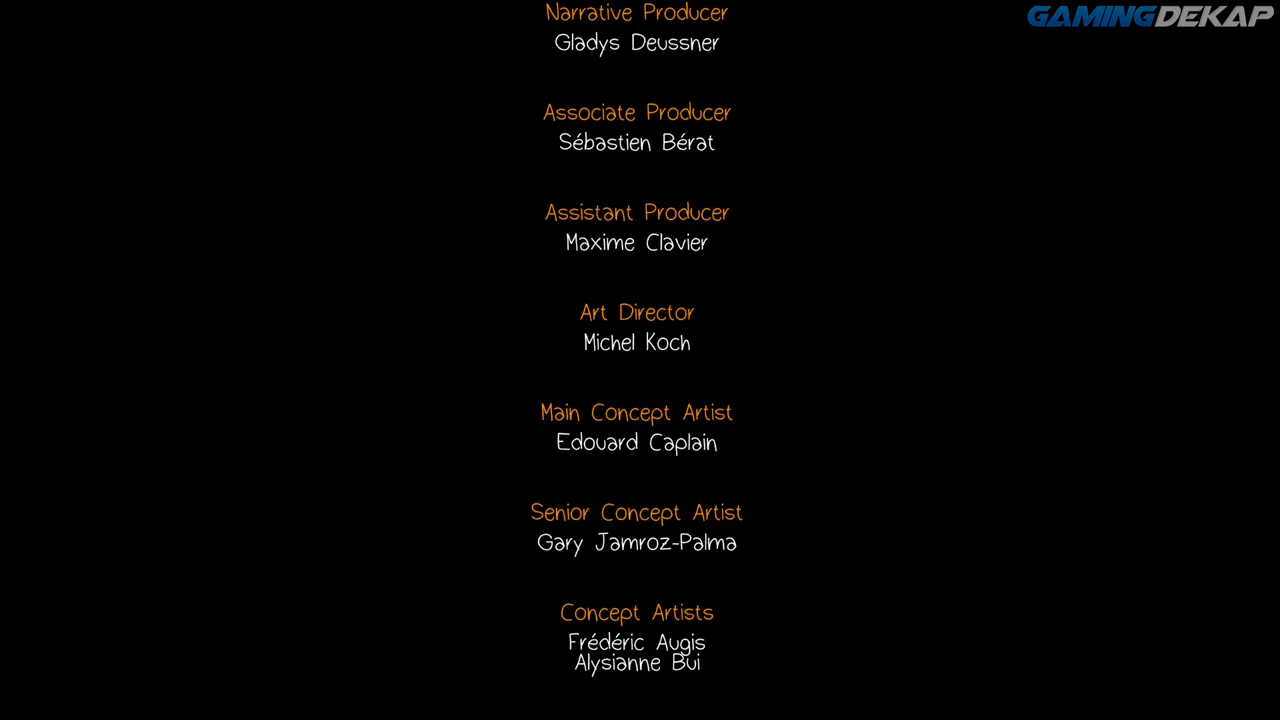 Narrative Producer
GAMINGDEKAP
Gladys Deussner
Associate Producer
Sébastien Bérat
Assistant Producer
Maxime Clavier
Art Director
Michel Koch
Main Concept Artist
Edouard Caplain
Senior Concept Artist
Gary Jamroz-Palma
Concept Artists
Frédéric Augis
Alysianne Bui